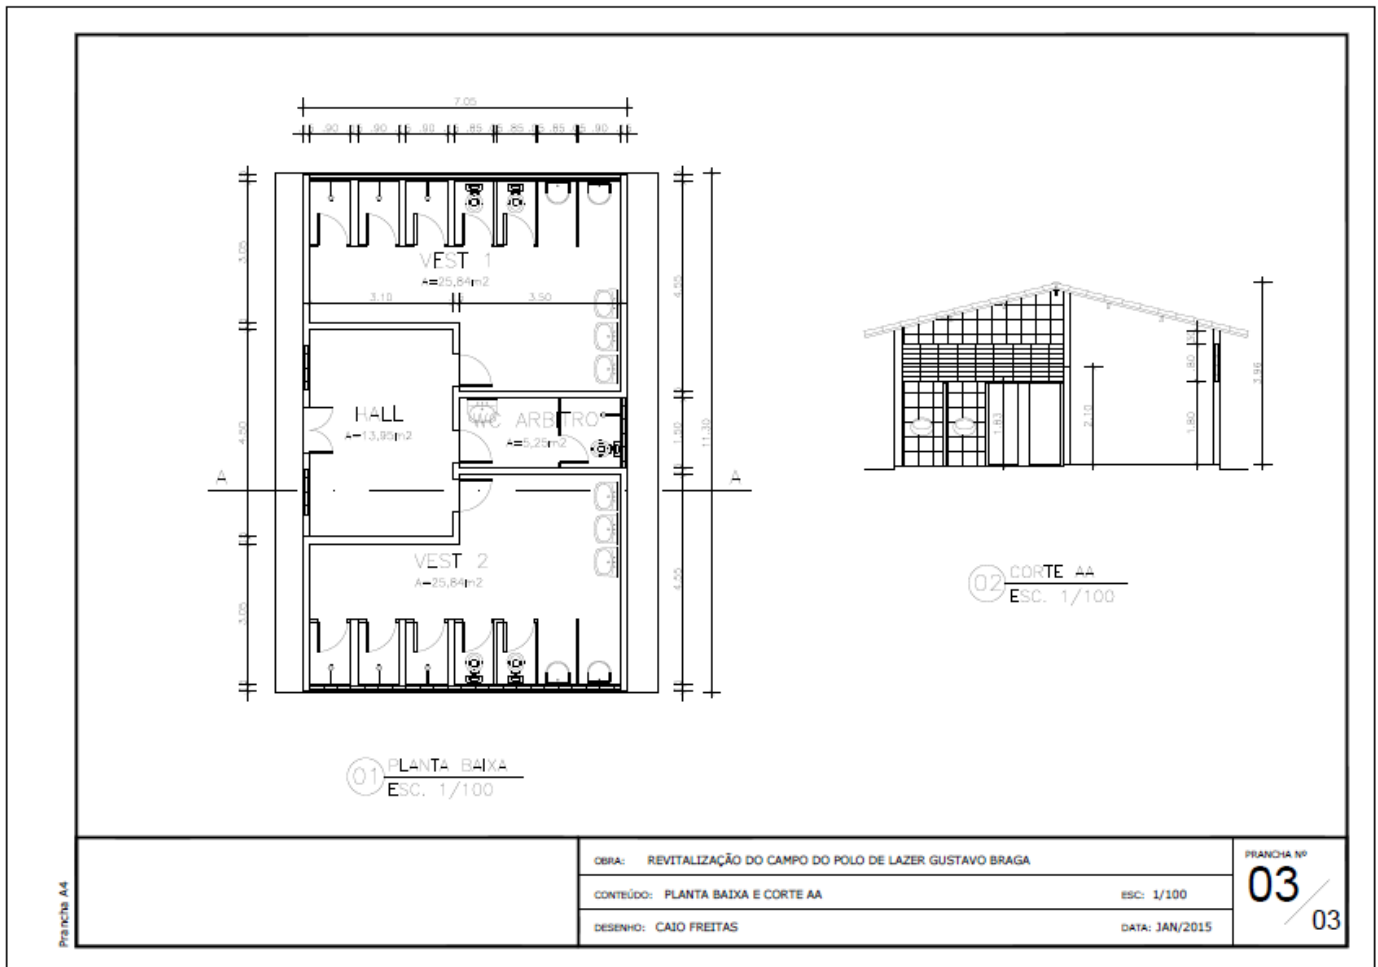 7.05
.90 .90 .90 .85 .85 .85 .90
VEST 1
A=25,84m2
3.10 3.50
3.05
4.55
HALL
A=13,95m2
WC ARBITRO
A=5,25m2
4.50
1.50
11.30
A A
VEST 2
A=25,84m2
3.05
4.55
01 PLANTA BAIXA
ESC. 1/100
1.83
2.10
.80
1.80
3.96
02 CORTE AA
ESC. 1/100
Prancha A4
OBRA: REVITALIZAÇÃO DO CAMPO DO POLO DE LAZER GUSTAVO BRAGA
CONTEÚDO: PLANTA BAIXA E CORTE AA ESC: 1/100
DESENHO: CAIO FREITAS DATA: JAN/2015
PRANCHA Nº
03
03